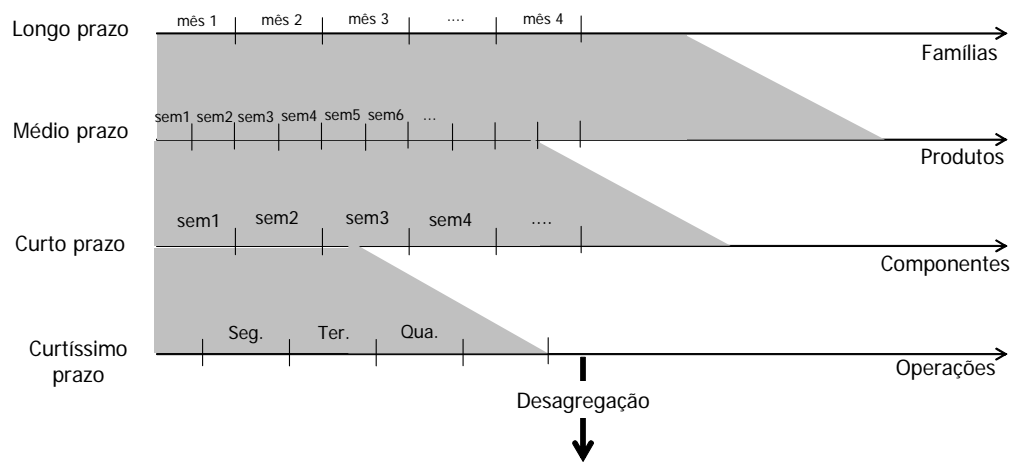 Longo prazo
mês 1 mês 2 mês 3 .... mês 4
Famílias
Médio prazo
sem1 sem2 sem3 sem4 sem5 sem6 ...
Produtos
Curto prazo
sem1 sem2 sem3 sem4 ....
Componentes
Curtíssimo
prazo
Seg. Ter. Qua.
Operações
Desagregação